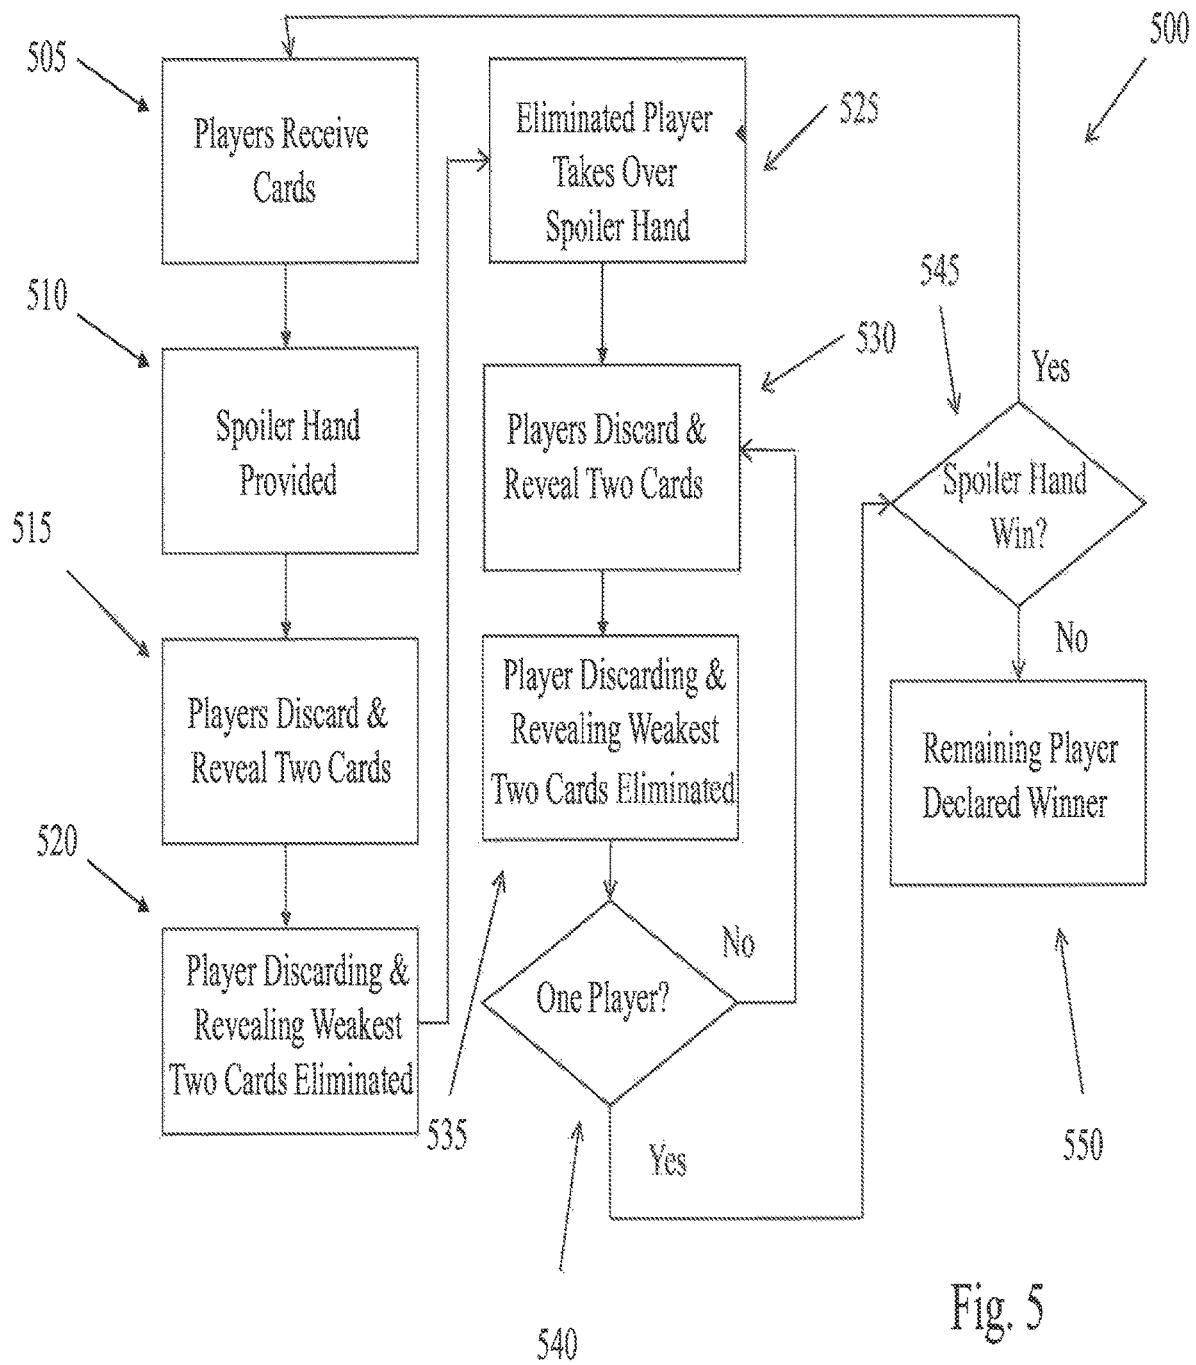 500
505
Players Receive
Cards
510
Spoiler Hand
Provided
515
Players Discard &
Reveal Two Cards
520
Player Discarding &
Revealing Weakest
Two Cards Eliminated
Eliminated Player
Takes Over
Spoiler Hand
525
530
Players Discard &
Reveal Two Cards
Player Discarding &
Revealing Weakest
Two Cards Eliminated
535
One Player?
No
Yes
540
545
Yes
Spoiler Hand
Win?
No
Remaining Player
Declared Winner
550
Fig. 5